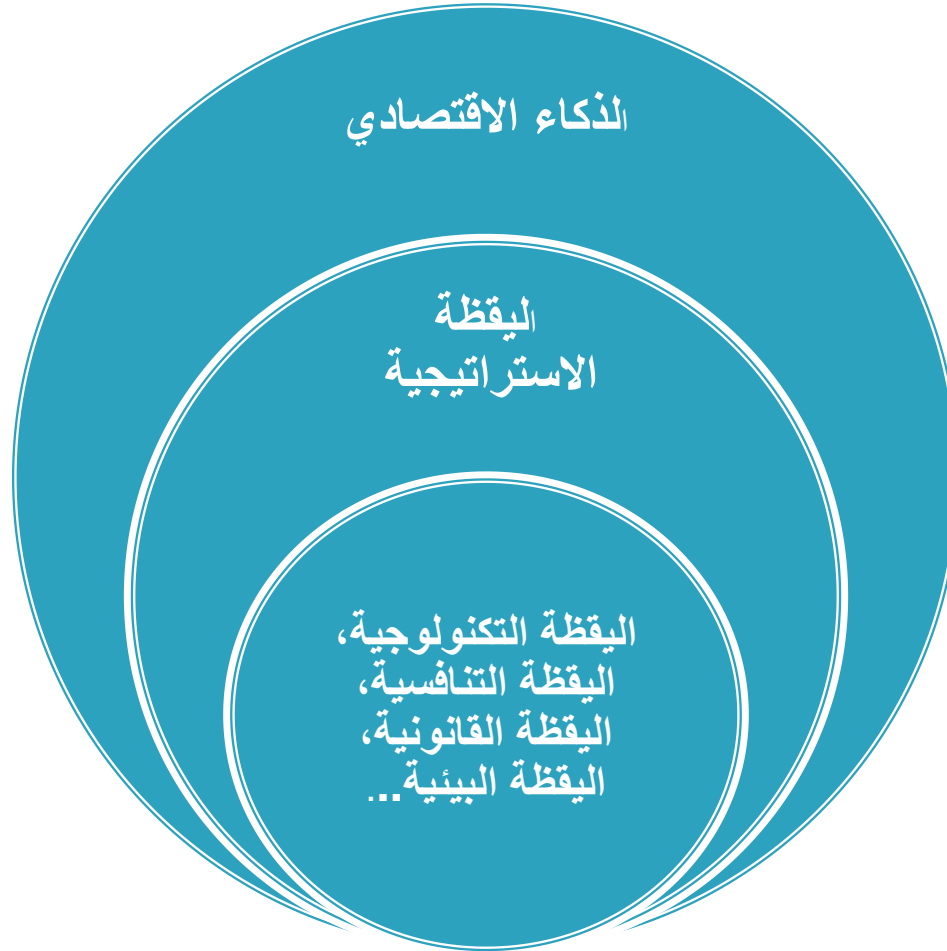 الذكاء الاقتصادي
اليقظة
الاستراتيجية
اليقظة التكنولوجية،
اليقظة التنافسية،
اليقظة القانونية،
اليقظة البيئية...